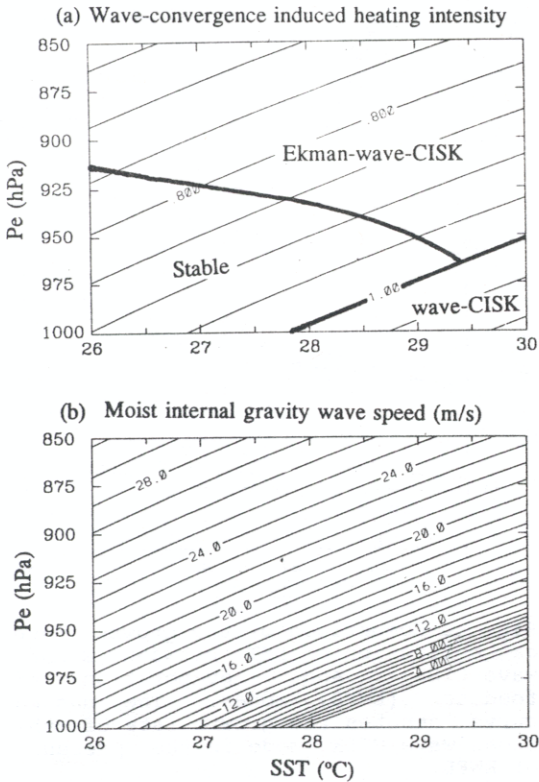 (a) Wave-convergence induced heating intensity
850
875
900
925
950
975
1000
Pe (hPa)
.800
Ekman-wave-CISK
.800
Stable
1.00
wave-CISK
26 27 28 29 30
(b) Moist internal gravity wave speed (m/s)
850
875
900
925
950
975
1000
Pe (hPa)
28.0
24.0
24.0
20.0
20.0
16.0
16.0
12.0
12.0
8.00
4.00
26 27 28 29 30
SST (ºC)